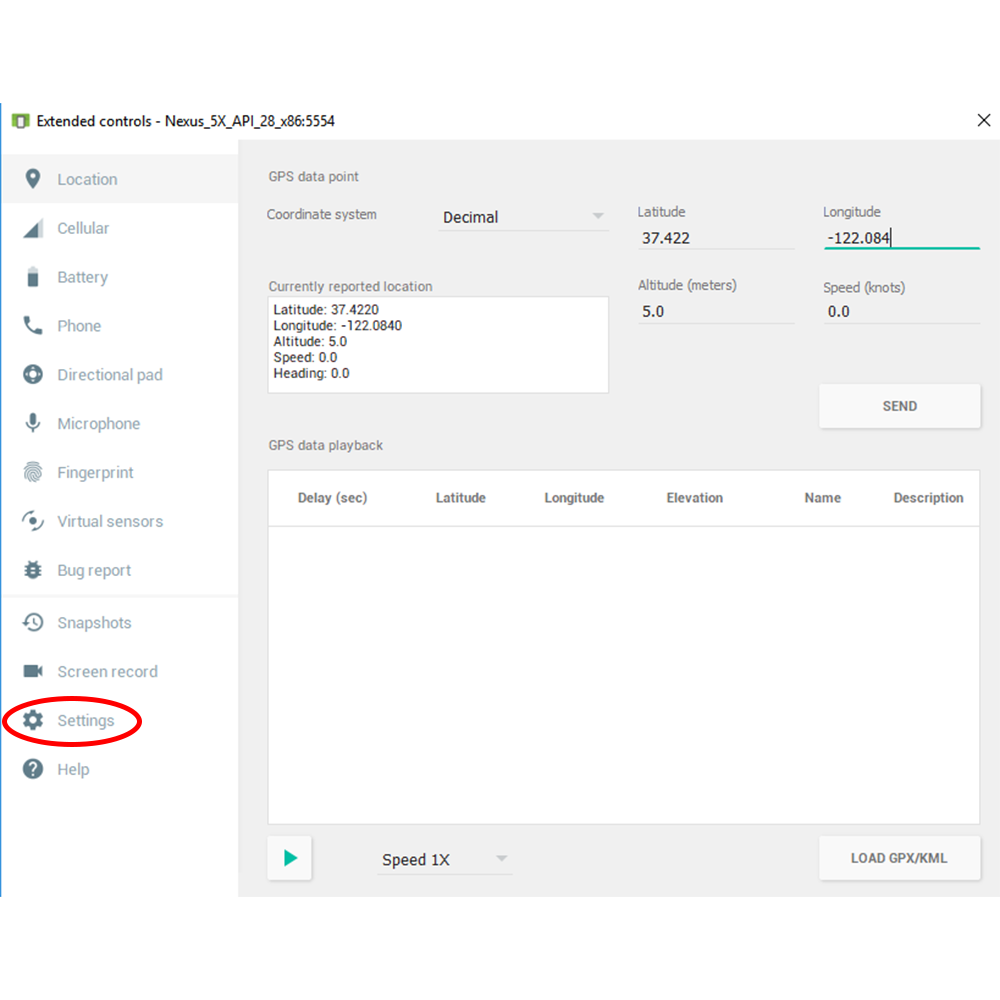 Extended controls - Nexus_5X_API_28_x86:5554
Location
Cellular
Battery
Phone
Directional pad
Microphone
Fingerprint
Virtual sensors
Bug report
Snapshots
Screen record
Settings
Help
GPS data point
Coordinate system
Decimal
Latitude
37.422
Longitude
-122.084
Currently reported location
Latitude: 37.4220
Longitude: -122.0840
Altitude: 5.0
Speed: 0.0
Heading: 0.0
Altitude (meters)
5.0
Speed (knots)
0.0
SEND
GPS data playback
Delay (sec) Latitude Longitude Elevation Name Description
Speed 1X
LOAD GPX/KML